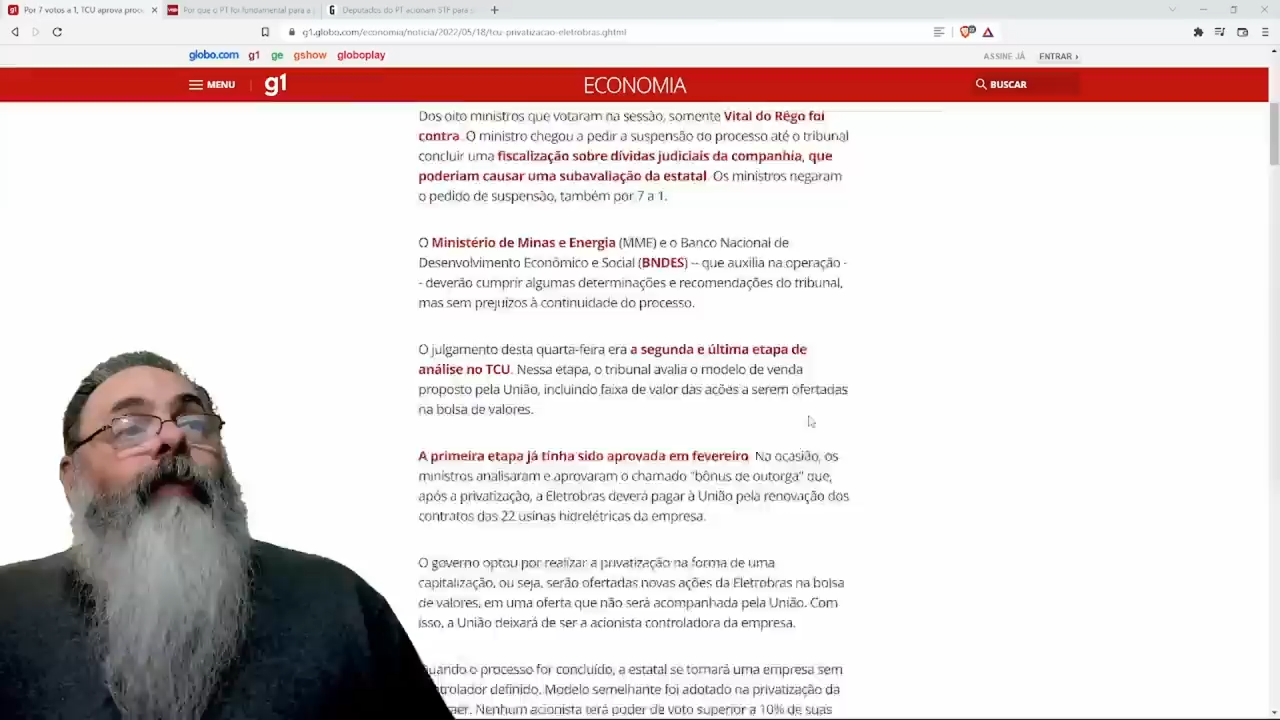 Por 7 votos a 1, TCU aprova proc
Por que o PT foi fundamental para a
Deputados do PT acionam STF para s
g1.globo.com/economia/noticia/2022/05/18/tcu-privatizacao-eletrobras.ghtml
globo.com g1 ge gshow globoplay
ASSINE JÁ ENTRAR ›
MENU g1 ECONOMIA BUSCAR
Dos oito ministros que votaram na sessão, somente Vital do Rêgo foi
contra. O ministro chegou a pedir a suspensão do processo até o tribunal
concluir uma fiscalização sobre dívidas judiciais da companhia, que
poderiam causar uma subavaliação da estatal. Os ministros negaram
o pedido de suspensão, também por 7 a 1.
O Ministério de Minas e Energia (MME) e o Banco Nacional de
Desenvolvimento Econômico e Social (BNDES) -- que auxilia na operação -
- deverão cumprir algumas determinações e recomendações do tribunal,
mas sem prejuízos à continuidade do processo.
O julgamento desta quarta-feira era a segunda e última etapa de
análise no TCU. Nessa etapa, o tribunal avalia o modelo de venda
proposto pela União, incluindo faixa de valor das ações a serem ofertadas
na bolsa de valores.
A primeira etapa já tinha sido aprovada em fevereiro. Na ocasião, os
ministros analisaram e aprovaram o chamado "bônus de outorga" que,
após a privatização, a Eletrobras deverá pagar à União pela renovação dos
contratos das 22 usinas hidrelétricas da empresa.
O governo optou por realizar a privatização na forma de uma
capitalização, ou seja, serão ofertadas novas ações da Eletrobras na bolsa
de valores, em uma oferta que não será acompanhada pela União. Com
isso, a União deixará de ser a acionista controladora da empresa.
uando o processo for concluído, a estatal se tornará uma empresa sem
ntrolador definido. Modelo semelhante foi adotado na privatização da
aer. Nenhum acionista terá poder de voto superior a 10% de suas